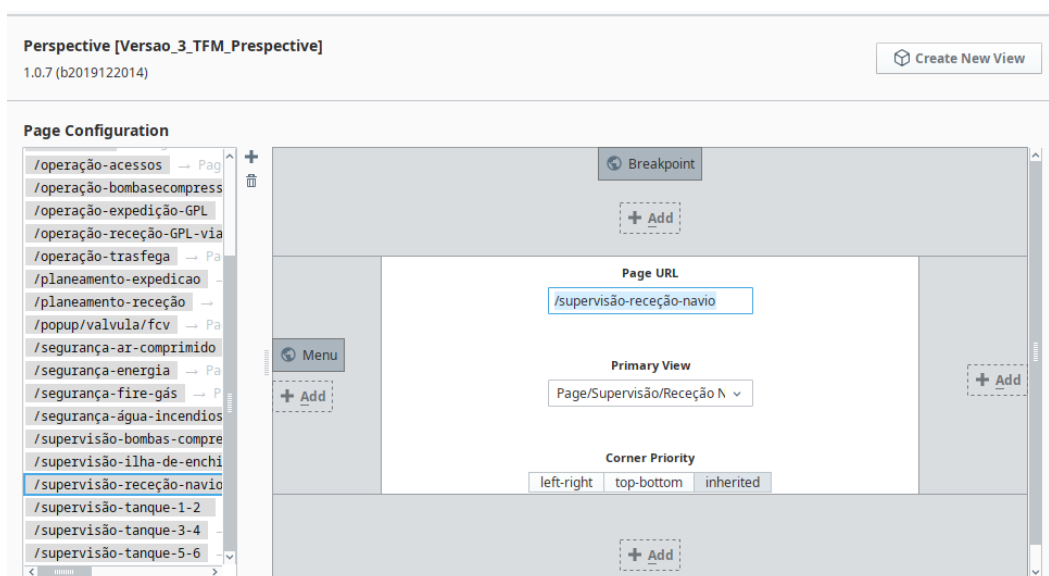 Perspective [Versao_3_TFM_Prespective]
1.0.7 (b2019122014)
Create New View
Page Configuration
/operação-acessos → Pag
/operação-bombasecompress
/operação-expedição-GPL
/operação-receção-GPL-via
/operação-trasfega → Pa
/planeamento-expedicao
/planeamento-receção →
/popup/valvula/fcv → Pa
/segurança-ar-comprimido
/segurança-energia → Pa
/segurança-fire-gás → P
/segurança-água-incendios
/supervisão-bombas-compre
/supervisão-ilha-de-enchi
/supervisão-receção-navio
/supervisão-tanque-1-2
/supervisão-tanque-3-4
/supervisão-tanque-5-6
Breakpoint
Add
Menu
Add
Page URL
/supervisão-receção-navio
Primary View
Page/Supervisão/Receção N
Corner Priority
left-right top-bottom inherited
Add
Add